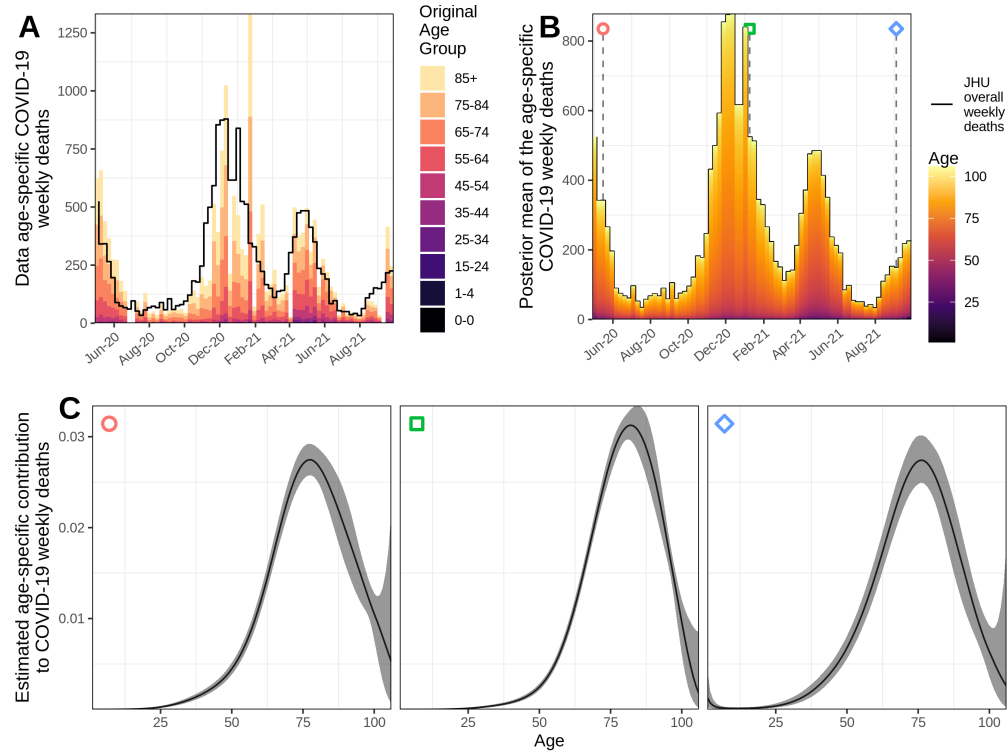 A
Data age-specific COVID-19
weekly deaths
1250
1000
750
500
250
0
Jun-20
Aug-20
Oct-20
Dec-20
Feb-21
Apr-21
Jun-21
Aug-21
Original
Age
Group
85+
75-84
65-74
55-64
45-54
35-44
25-34
15-24
1-4
0-0
B
Posterior mean of the age-specific
COVID-19 weekly deaths
800
600
400
200
0
Jun-20
Aug-20
Oct-20
Dec-20
Feb-21
Apr-21
Jun-21
Aug-21
JHU
overall
weekly
deaths
Age
100
75
50
25
C
Estimated age-specific contribution
to COVID-19 weekly deaths
0.03
0.02
0.01
25
50
75
100
25
50
75
100
25
50
75
100
Age